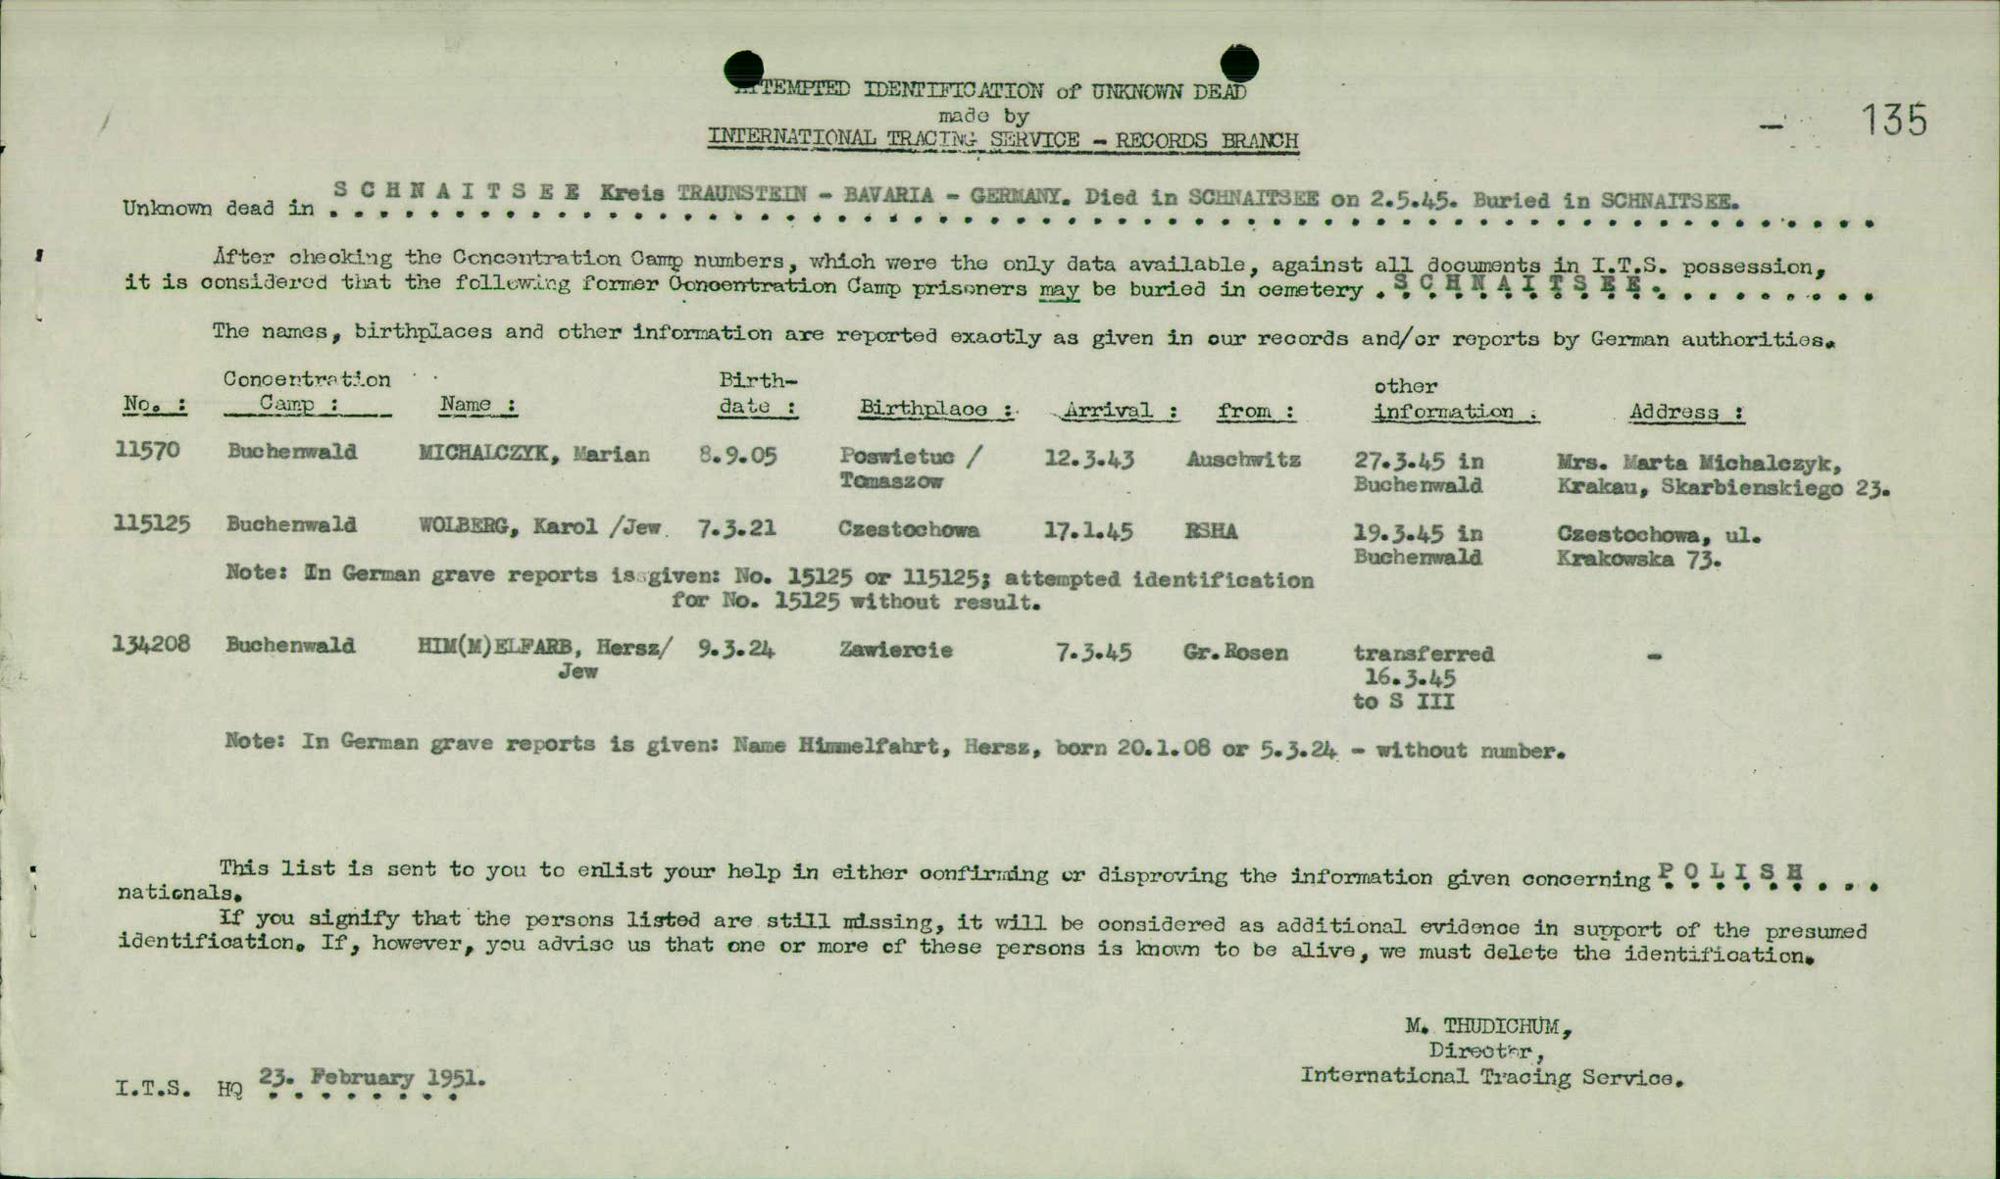 ATTEMPTED IDENTIFICATION of UNKNOWN DEAD
made by
INTERNATIONAL TRACING SERVICE - RECORDS BRANCH
- 135
Unknown dead in S C H N A I T S E E Kreis TRAUNSTEIN - BAVARIA - GERMANY. Died in SCHNAITSEE on 2.5.45. Buried in SCHNAITSEE.
After checking the Concentration Camp numbers, which were the only data available, against all documents in I.T.S. possession,
it is considered that the following former Concentration Camp prisoners may be buried in cemetery . S C H N A I T S E E. . . . . . . . . .
The names, birthplaces and other information are reported exactly as given in our records and/or reports by German authorities.
No. : Concentration Camp : Name : Birth-date : Birthplace : Arrival : from : other information : Address :
11570 Buchenwald MICHALCZYK, Marian 8.9.05 Poswietuc / 12.3.43 Auschwitz 27.3.45 in Mrs. Marta Michalczyk,
Tomaszow Buchenwald Krakau, Skarbienskiego 23.
115125 Buchenwald WOLBERG, Karol /Jew 7.3.21 Czestochowa 17.1.45 RSHA 19.3.45 in Czestochowa, ul.
Buchenwald Krakowska 73.
Note: In German grave reports is given: No. 15125 or 115125; attempted identification
for No. 15125 without result.
134208 Buchenwald HIM(M)ELFARB, Hersz/ 9.3.24 Zawiercie 7.3.45 Gr.Rosen transferred -
Jew 16.3.45
to S III
Note: In German grave reports is given: Name Himmelfahrt, Hersz, born 20.1.08 or 5.3.24 - without number.
This list is sent to you to enlist your help in either confirming or disproving the information given concerning P O L I S H . . .
nationals.
If you signify that the persons listed are still missing, it will be considered as additional evidence in support of the presumed
identification. If, however, you advise us that one or more of these persons is known to be alive, we must delete the identification.
M. THUDICHUM,
Director,
International Tracing Service.
I.T.S. HQ 23. February 1951.